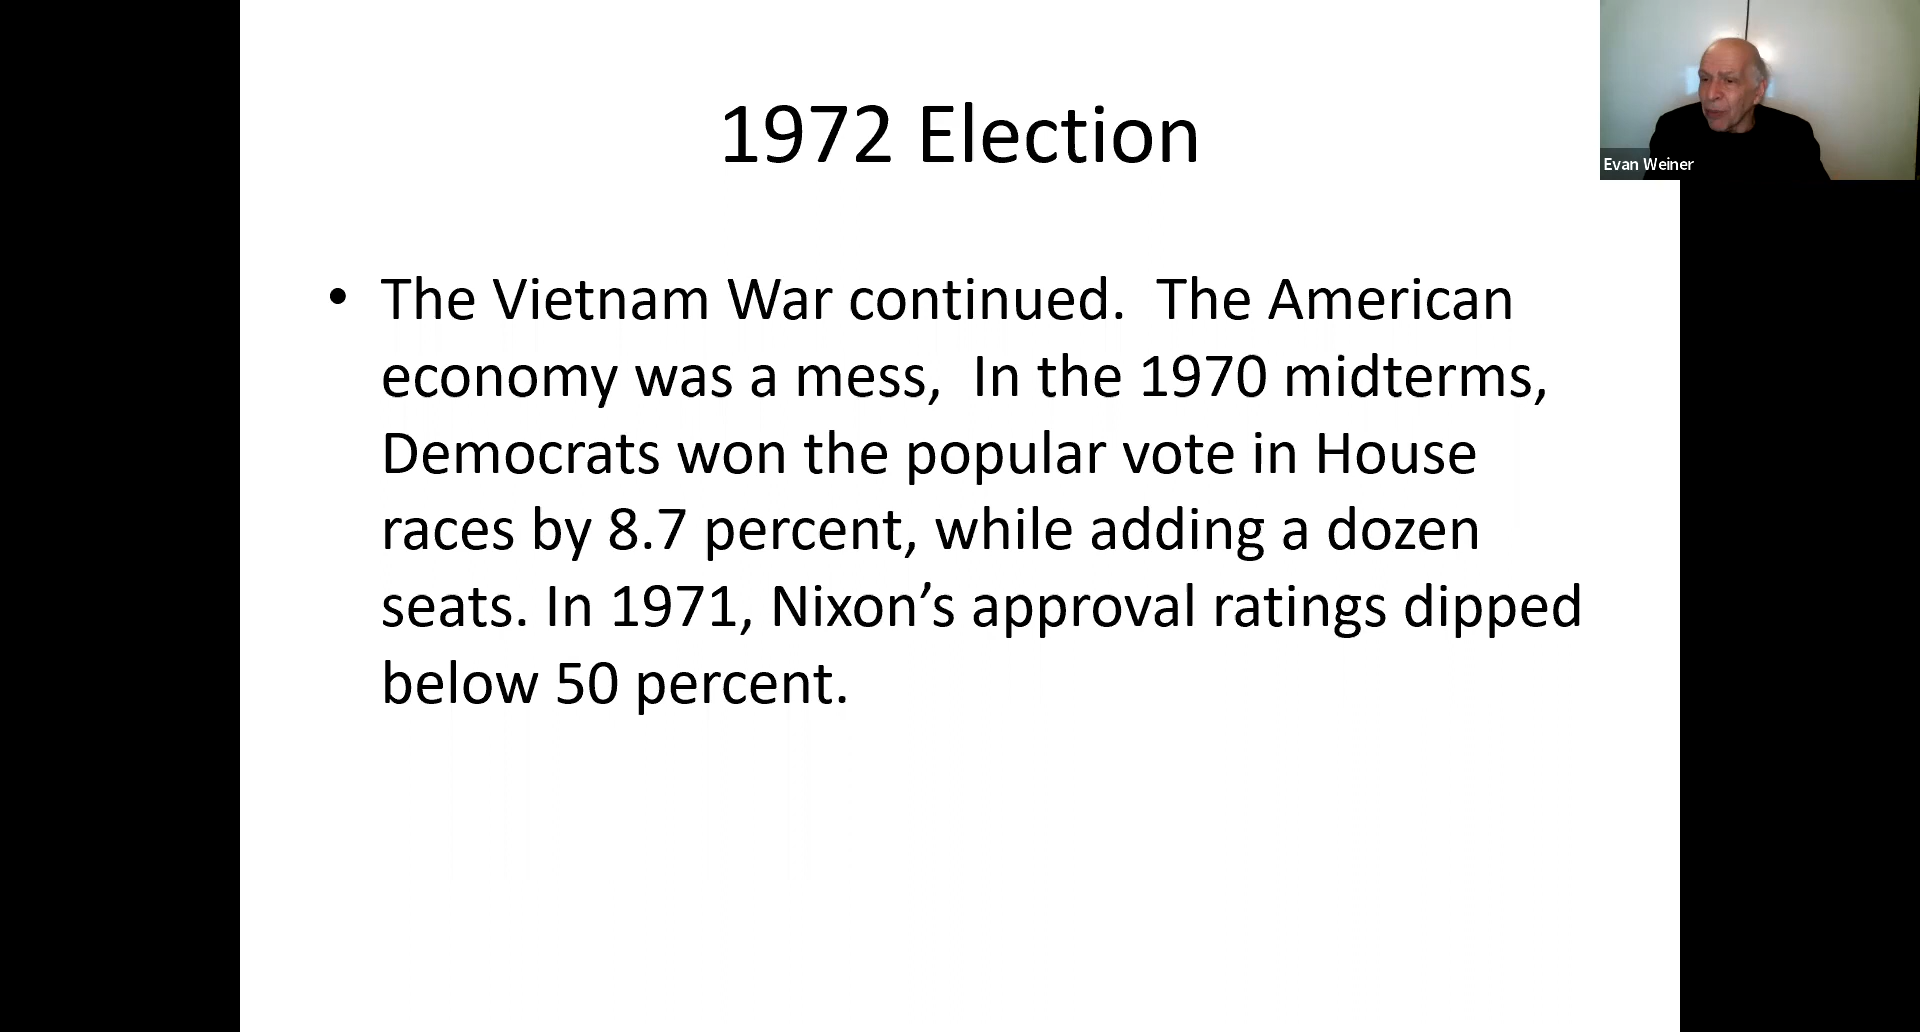 1972 Election
Evan Weiner
• The Vietnam War continued.  The American
economy was a mess,  In the 1970 midterms,
Democrats won the popular vote in House
races by 8.7 percent, while adding a dozen
seats. In 1971, Nixon’s approval ratings dipped
below 50 percent.